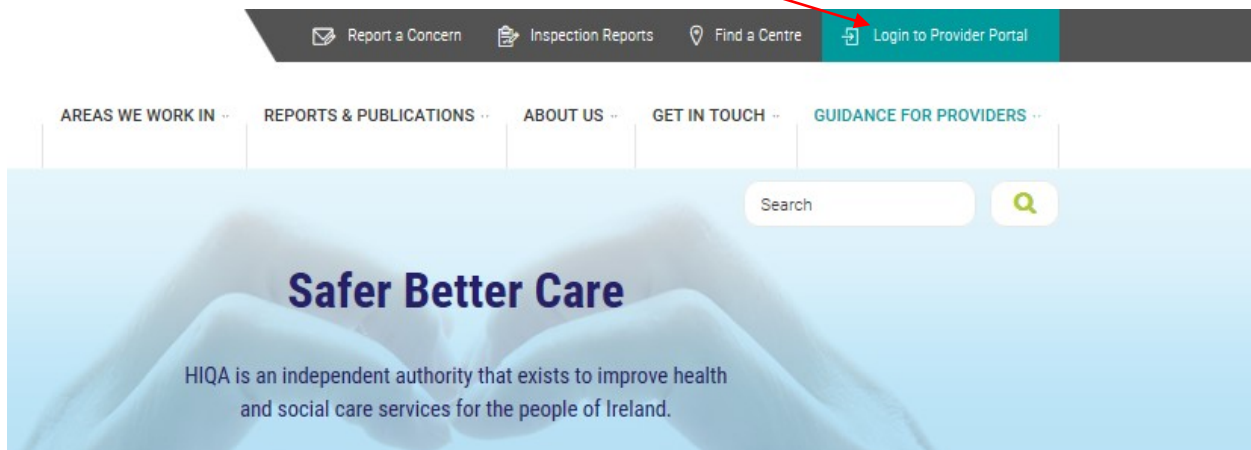 Report a Concern Inspection Reports Find a Centre Login to Provider Portal
AREAS WE WORK IN REPORTS & PUBLICATIONS ABOUT US GET IN TOUCH GUIDANCE FOR PROVIDERS
Search
Safer Better Care
HIQA is an independent authority that exists to improve health
and social care services for the people of Ireland.